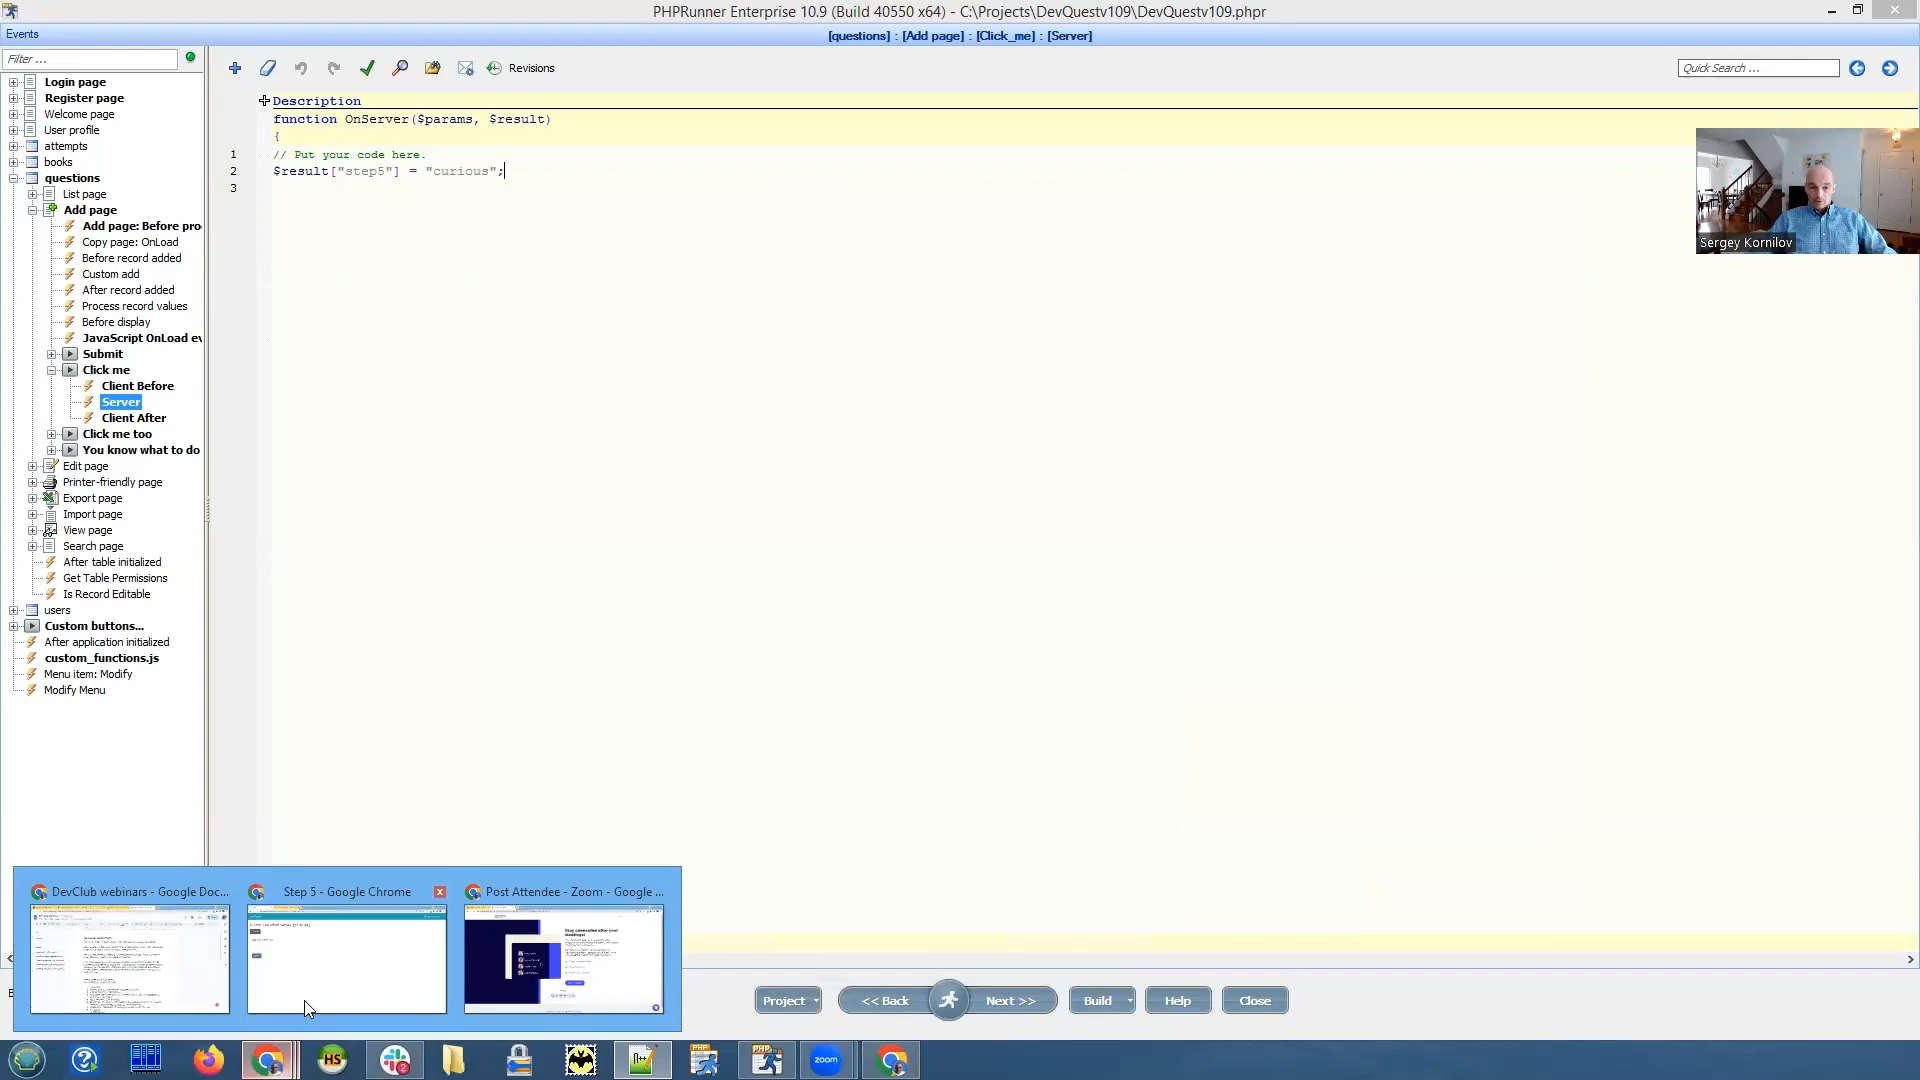 PHPRunner Enterprise 10.9 (Build 40550 x64) - C:\Projects\DevQuestv109\DevQuestv109.phpr
Events
[questions] : [Add page] : [Click_me] : [Server]
Filter ...
Revisions
Quick Search ...
Login page
Register page
Welcome page
User profile
attempts
books
questions
List page
Add page
Add page: Before pro
Copy page: OnLoad
Before record added
Custom add
After record added
Process record values
Before display
JavaScript OnLoad ev
Submit
Click me
Client Before
Server
Client After
Click me too
You know what to do
Edit page
Printer-friendly page
Export page
Import page
View page
Search page
After table initialized
Get Table Permissions
Is Record Editable
users
Custom buttons...
After application initialized
custom_functions.js
Menu item: Modify
Modify Menu
Description
function OnServer($params, $result)
{
1 // Put your code here.
2 $result["step5"] = "curious";
3
Sergey Kornilov
DevClub webinars - Google Doc...
Step 5 - Google Chrome
Post Attendee - Zoom - Google ...
Project
<< Back
Next >>
Build
Help
Close
HS
2
n++
PHP
PHP
zoom